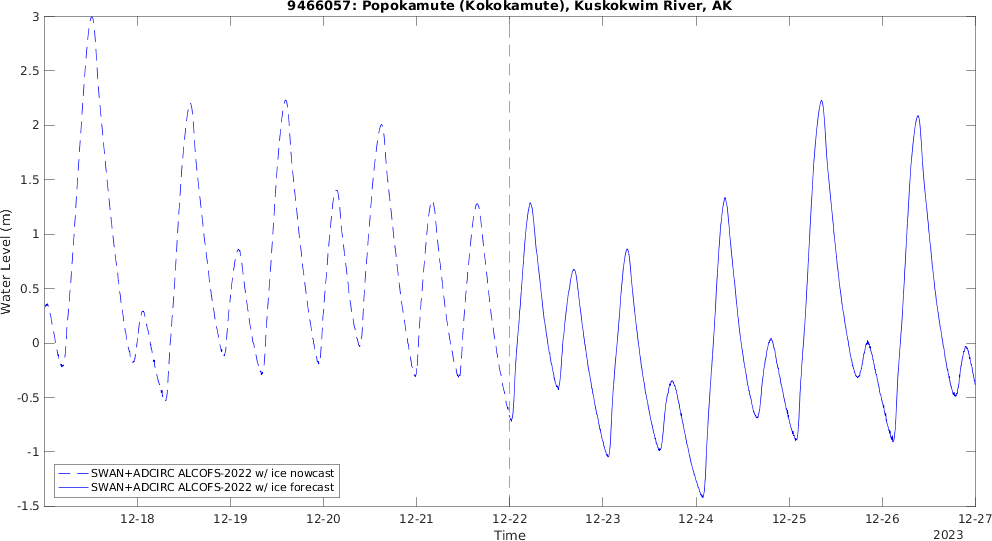 9466057: Popokamute (Kokokamute), Kuskokwim River, AK
3
2.5
2
1.5
1
0.5
0
-0.5
-1
-1.5
Water Level (m)
SWAN+ADCIRC ALCOFS-2022 w/ ice nowcast
SWAN+ADCIRC ALCOFS-2022 w/ ice forecast
12-18 12-19 12-20 12-21 12-22 12-23 12-24 12-25 12-26 12-27
Time
2023